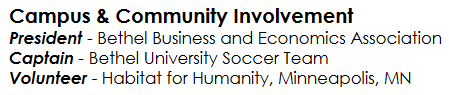 Campus & Community Involvement
President - Bethel Business and Economics Association
Captain - Bethel University Soccer Team
Volunteer - Habitat for Humanity, Minneapolis, MN